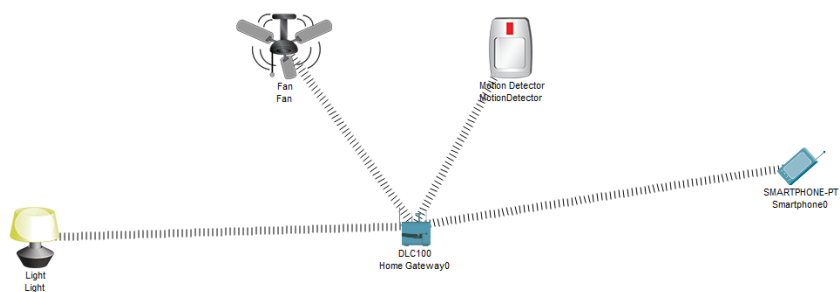 Fan
Fan
Motion Detector
MotionDetector
SMARTPHONE-PT
Smartphone0
DLC100
Home Gateway0
Light
Light